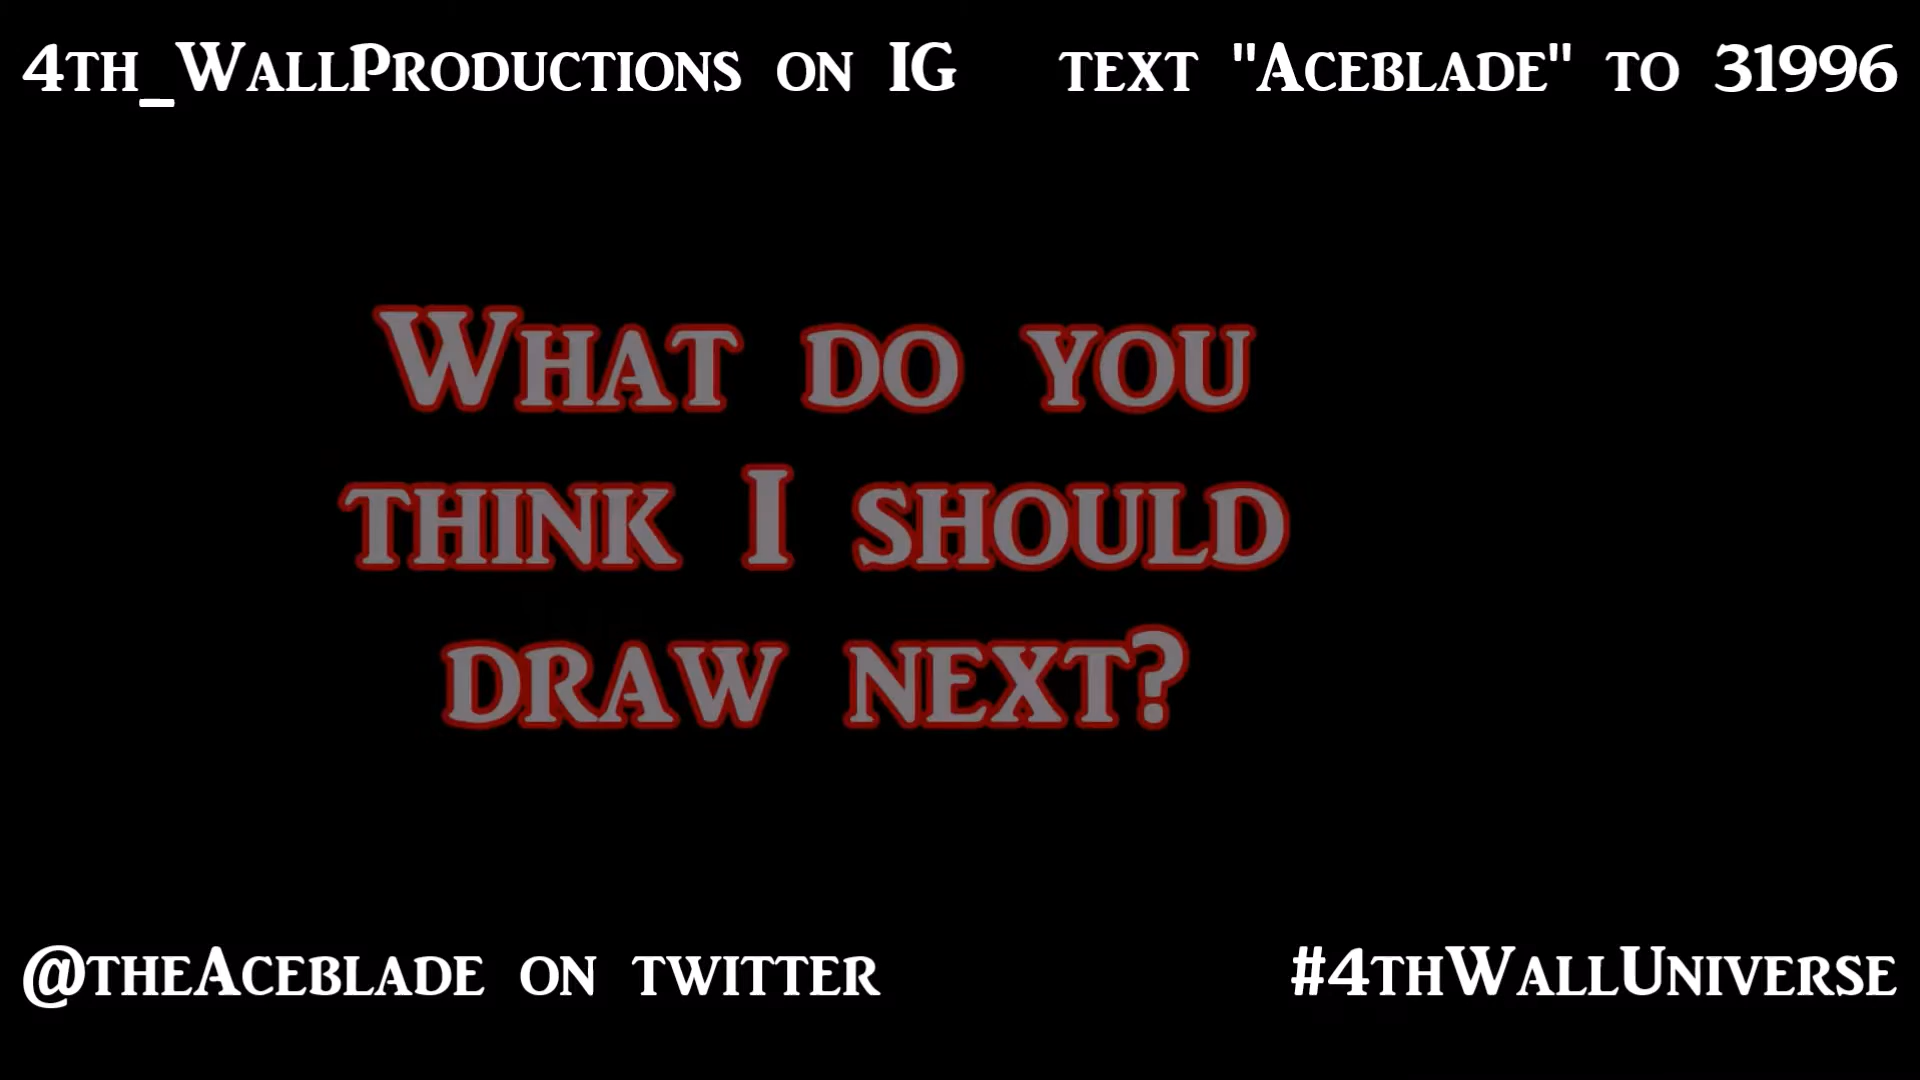 4th_WallProductions on IG
text "Aceblade" to 31996
What do you
think I should
draw next?
@theAceblade on twitter
#4thWallUniverse